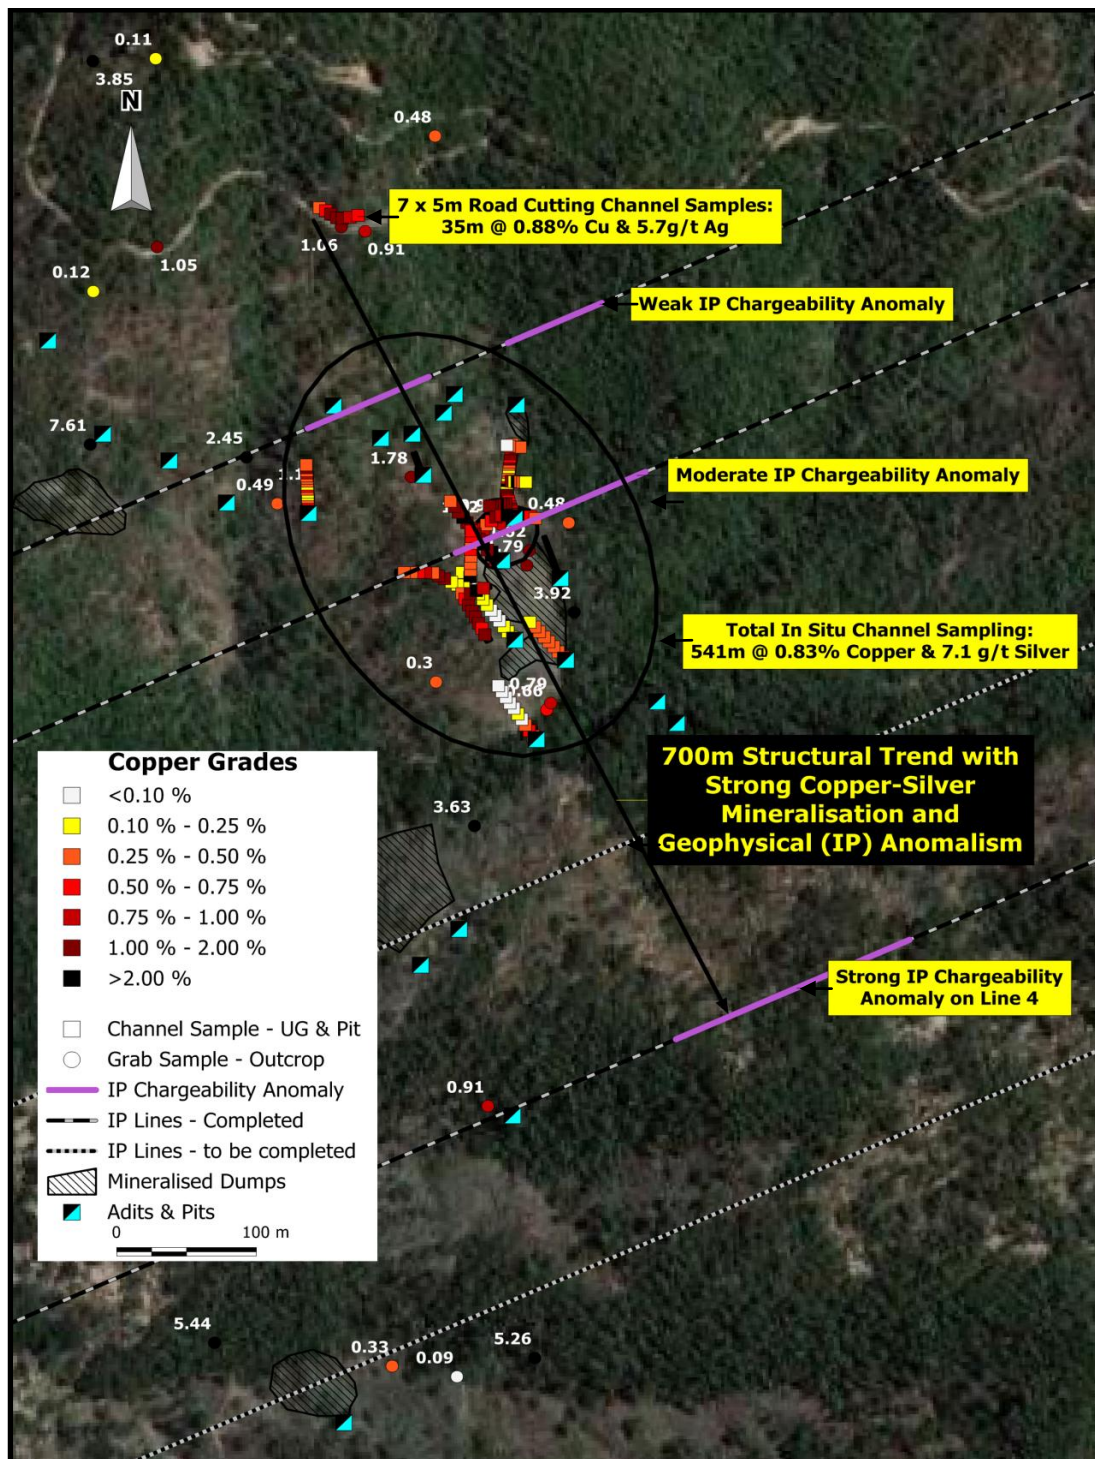 0.11
3.85
N
0.48
7 x 5m Road Cutting Channel Samples:
35m @ 0.88% Cu & 5.7g/t Ag
1.06
0.91
1.05
0.12
Weak IP Chargeability Anomaly
7.61
2.45
1.78
0.49
Moderate IP Chargeability Anomaly
0.48
3.92
Total In Situ Channel Sampling:
541m @ 0.83% Copper & 7.1 g/t Silver
0.3
0.79
700m Structural Trend with
Strong Copper-Silver
Mineralisation and
Geophysical (IP) Anomalism
3.63
Copper Grades
<0.10 %
0.10 % - 0.25 %
0.25 % - 0.50 %
0.50 % - 0.75 %
0.75 % - 1.00 %
1.00 % - 2.00 %
>2.00 %
Channel Sample - UG & Pit
Grab Sample - Outcrop
IP Chargeability Anomaly
IP Lines - Completed
IP Lines - to be completed
Mineralised Dumps
Adits & Pits
0 100 m
Strong IP Chargeability
Anomaly on Line 4
0.91
5.44
0.33
0.09
5.26